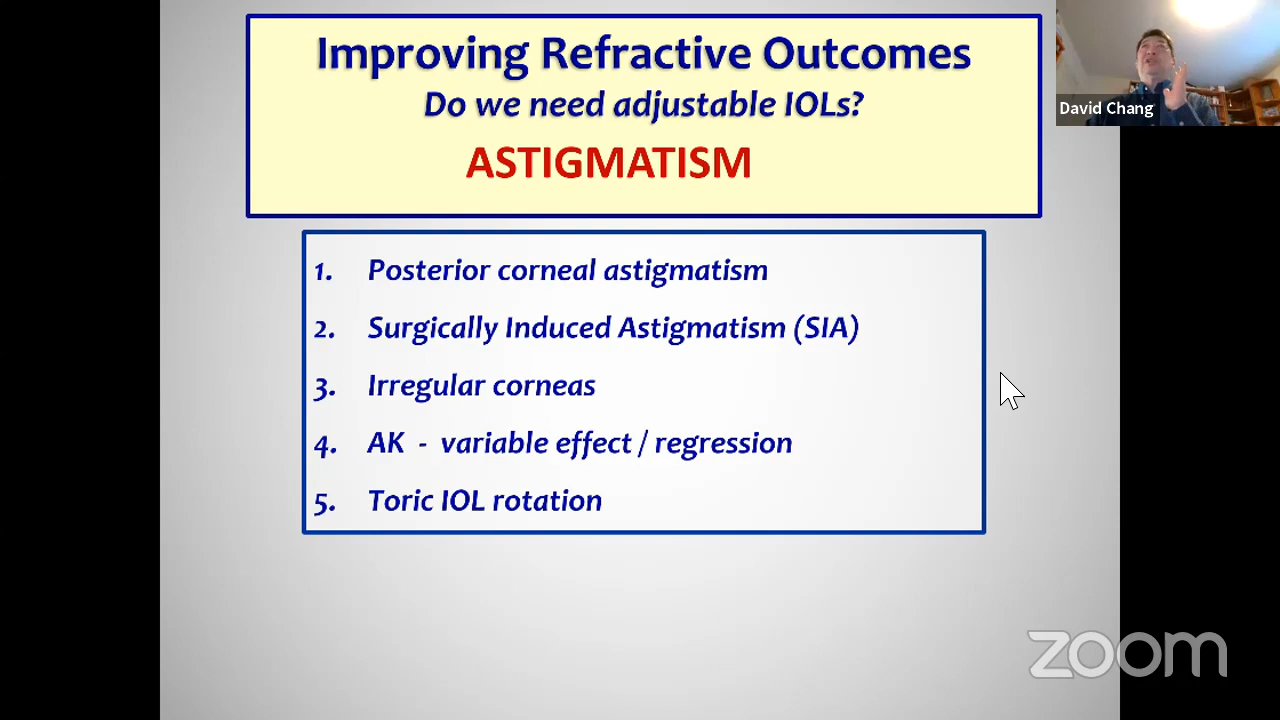 Improving Refractive Outcomes
Do we need adjustable IOLs?
ASTIGMATISM
David Chang
1. Posterior corneal astigmatism
2. Surgically Induced Astigmatism (SIA)
3. Irregular corneas
4. AK - variable effect / regression
5. Toric IOL rotation
zoom